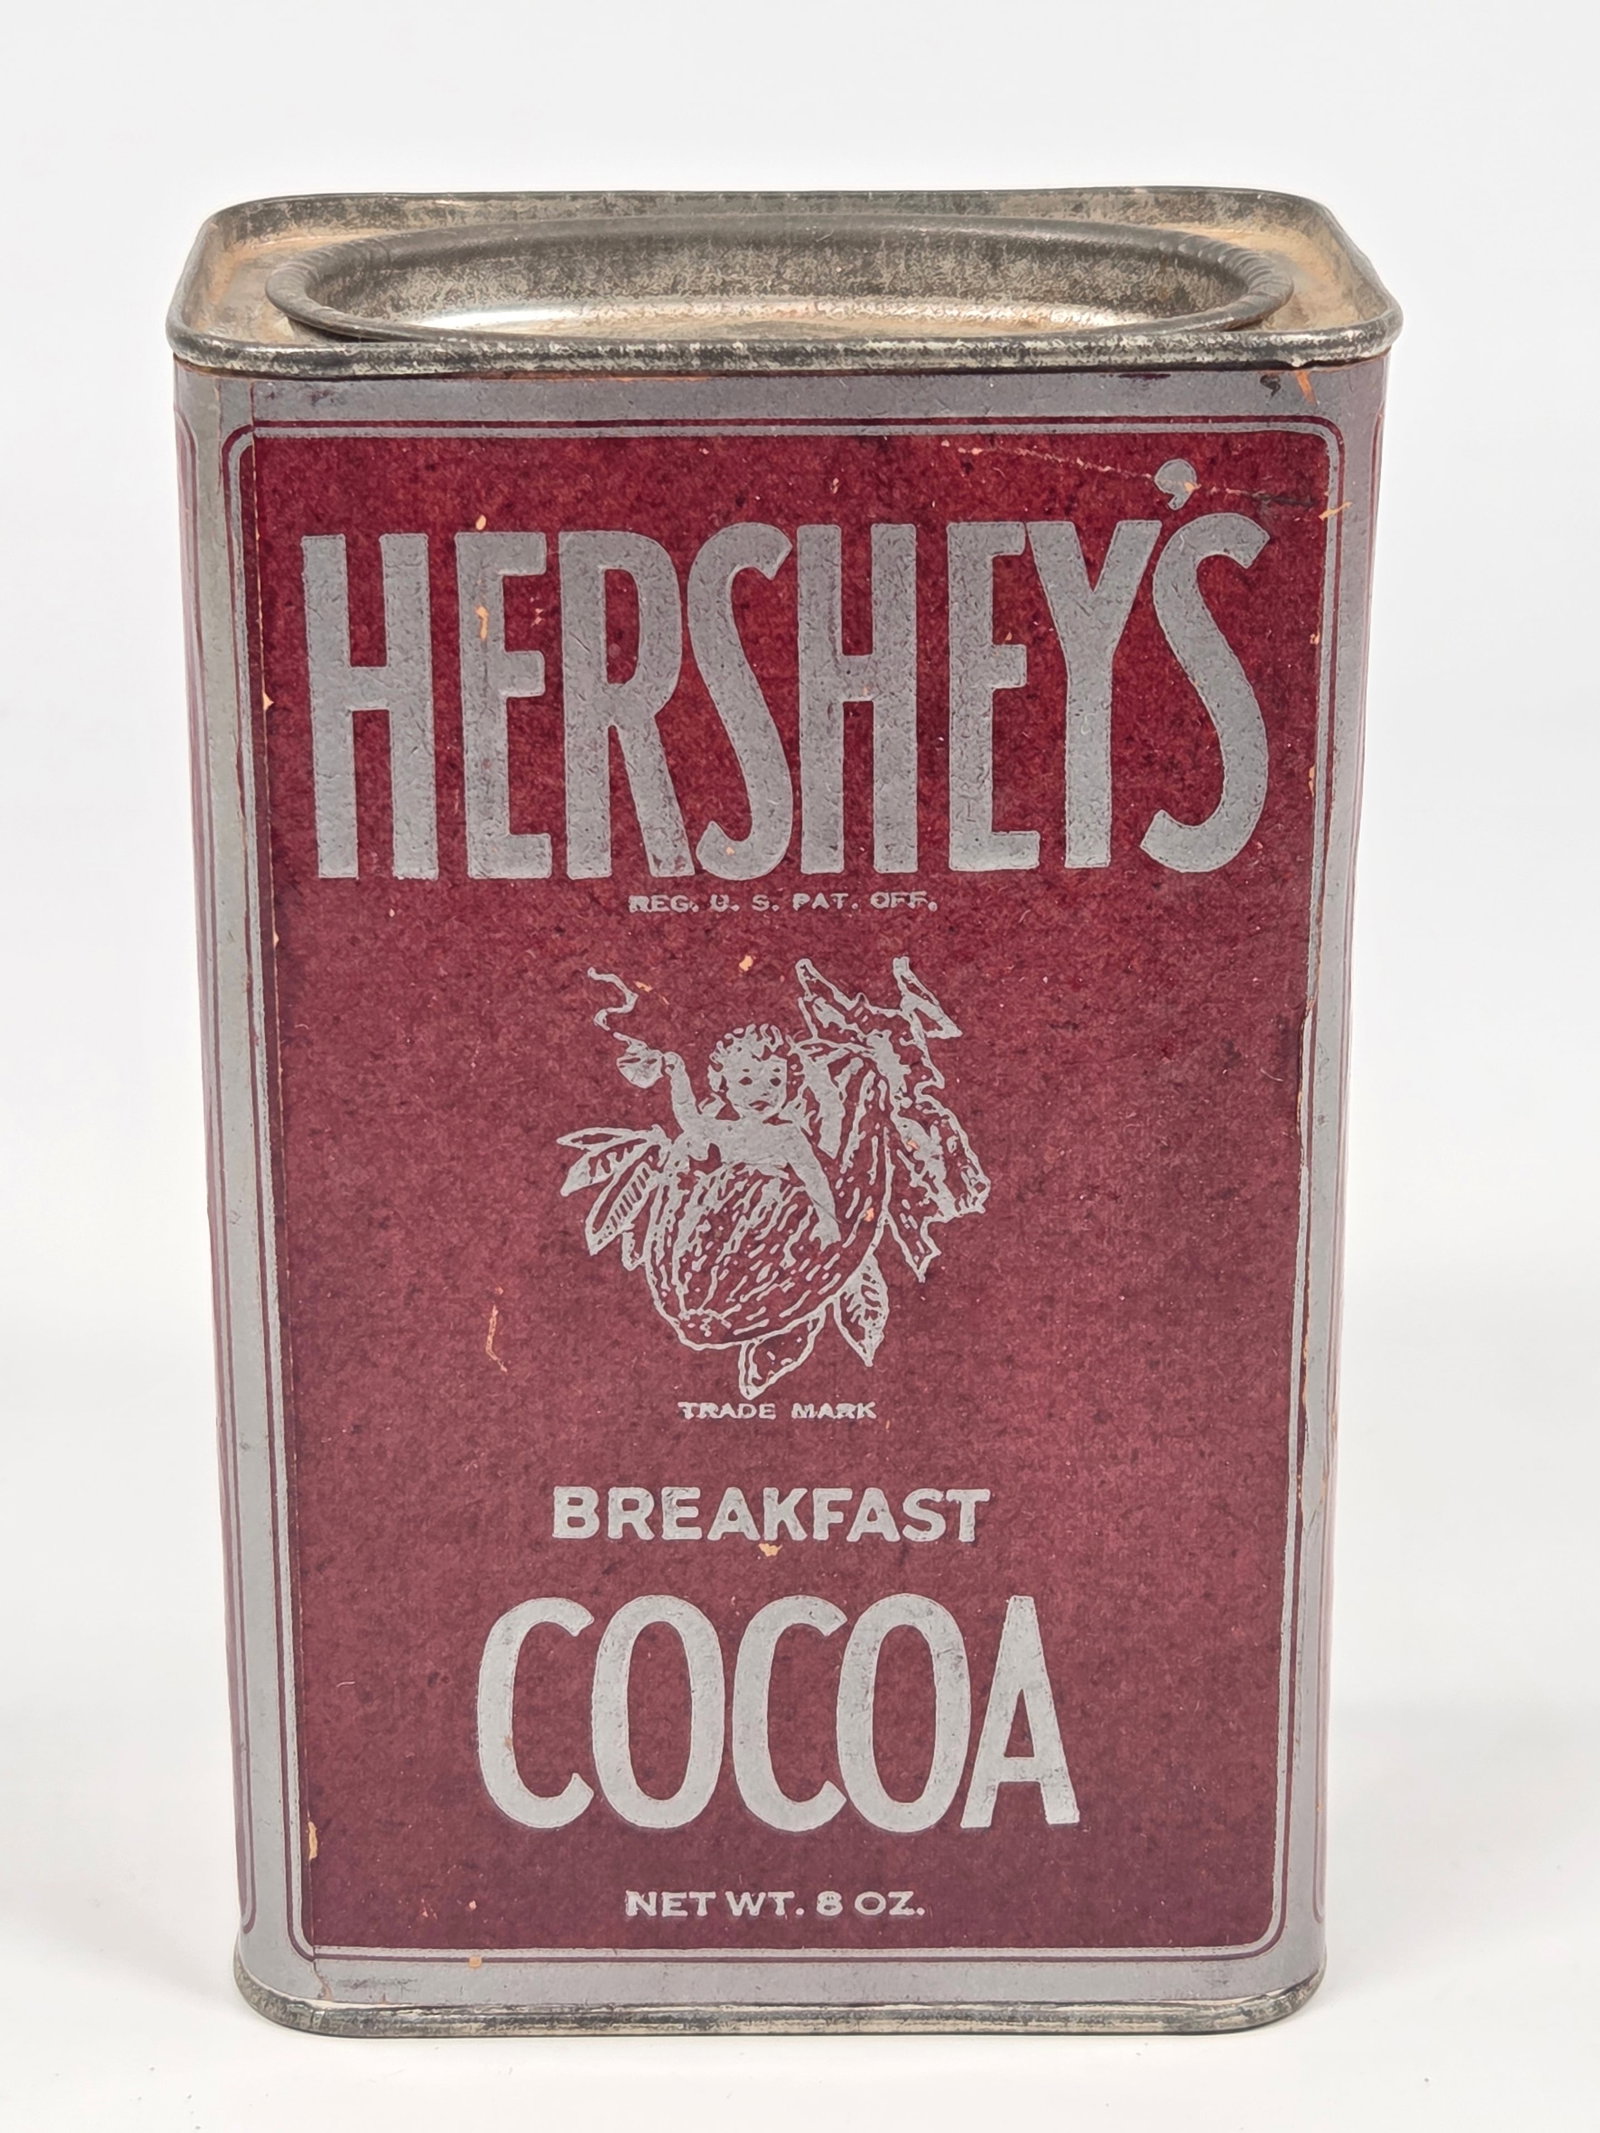 HERSHEY'S
REG. U. S. PAT. OFF.
TRADE MARK
BREAKFAST
COCOA
NET WT. 8 OZ.